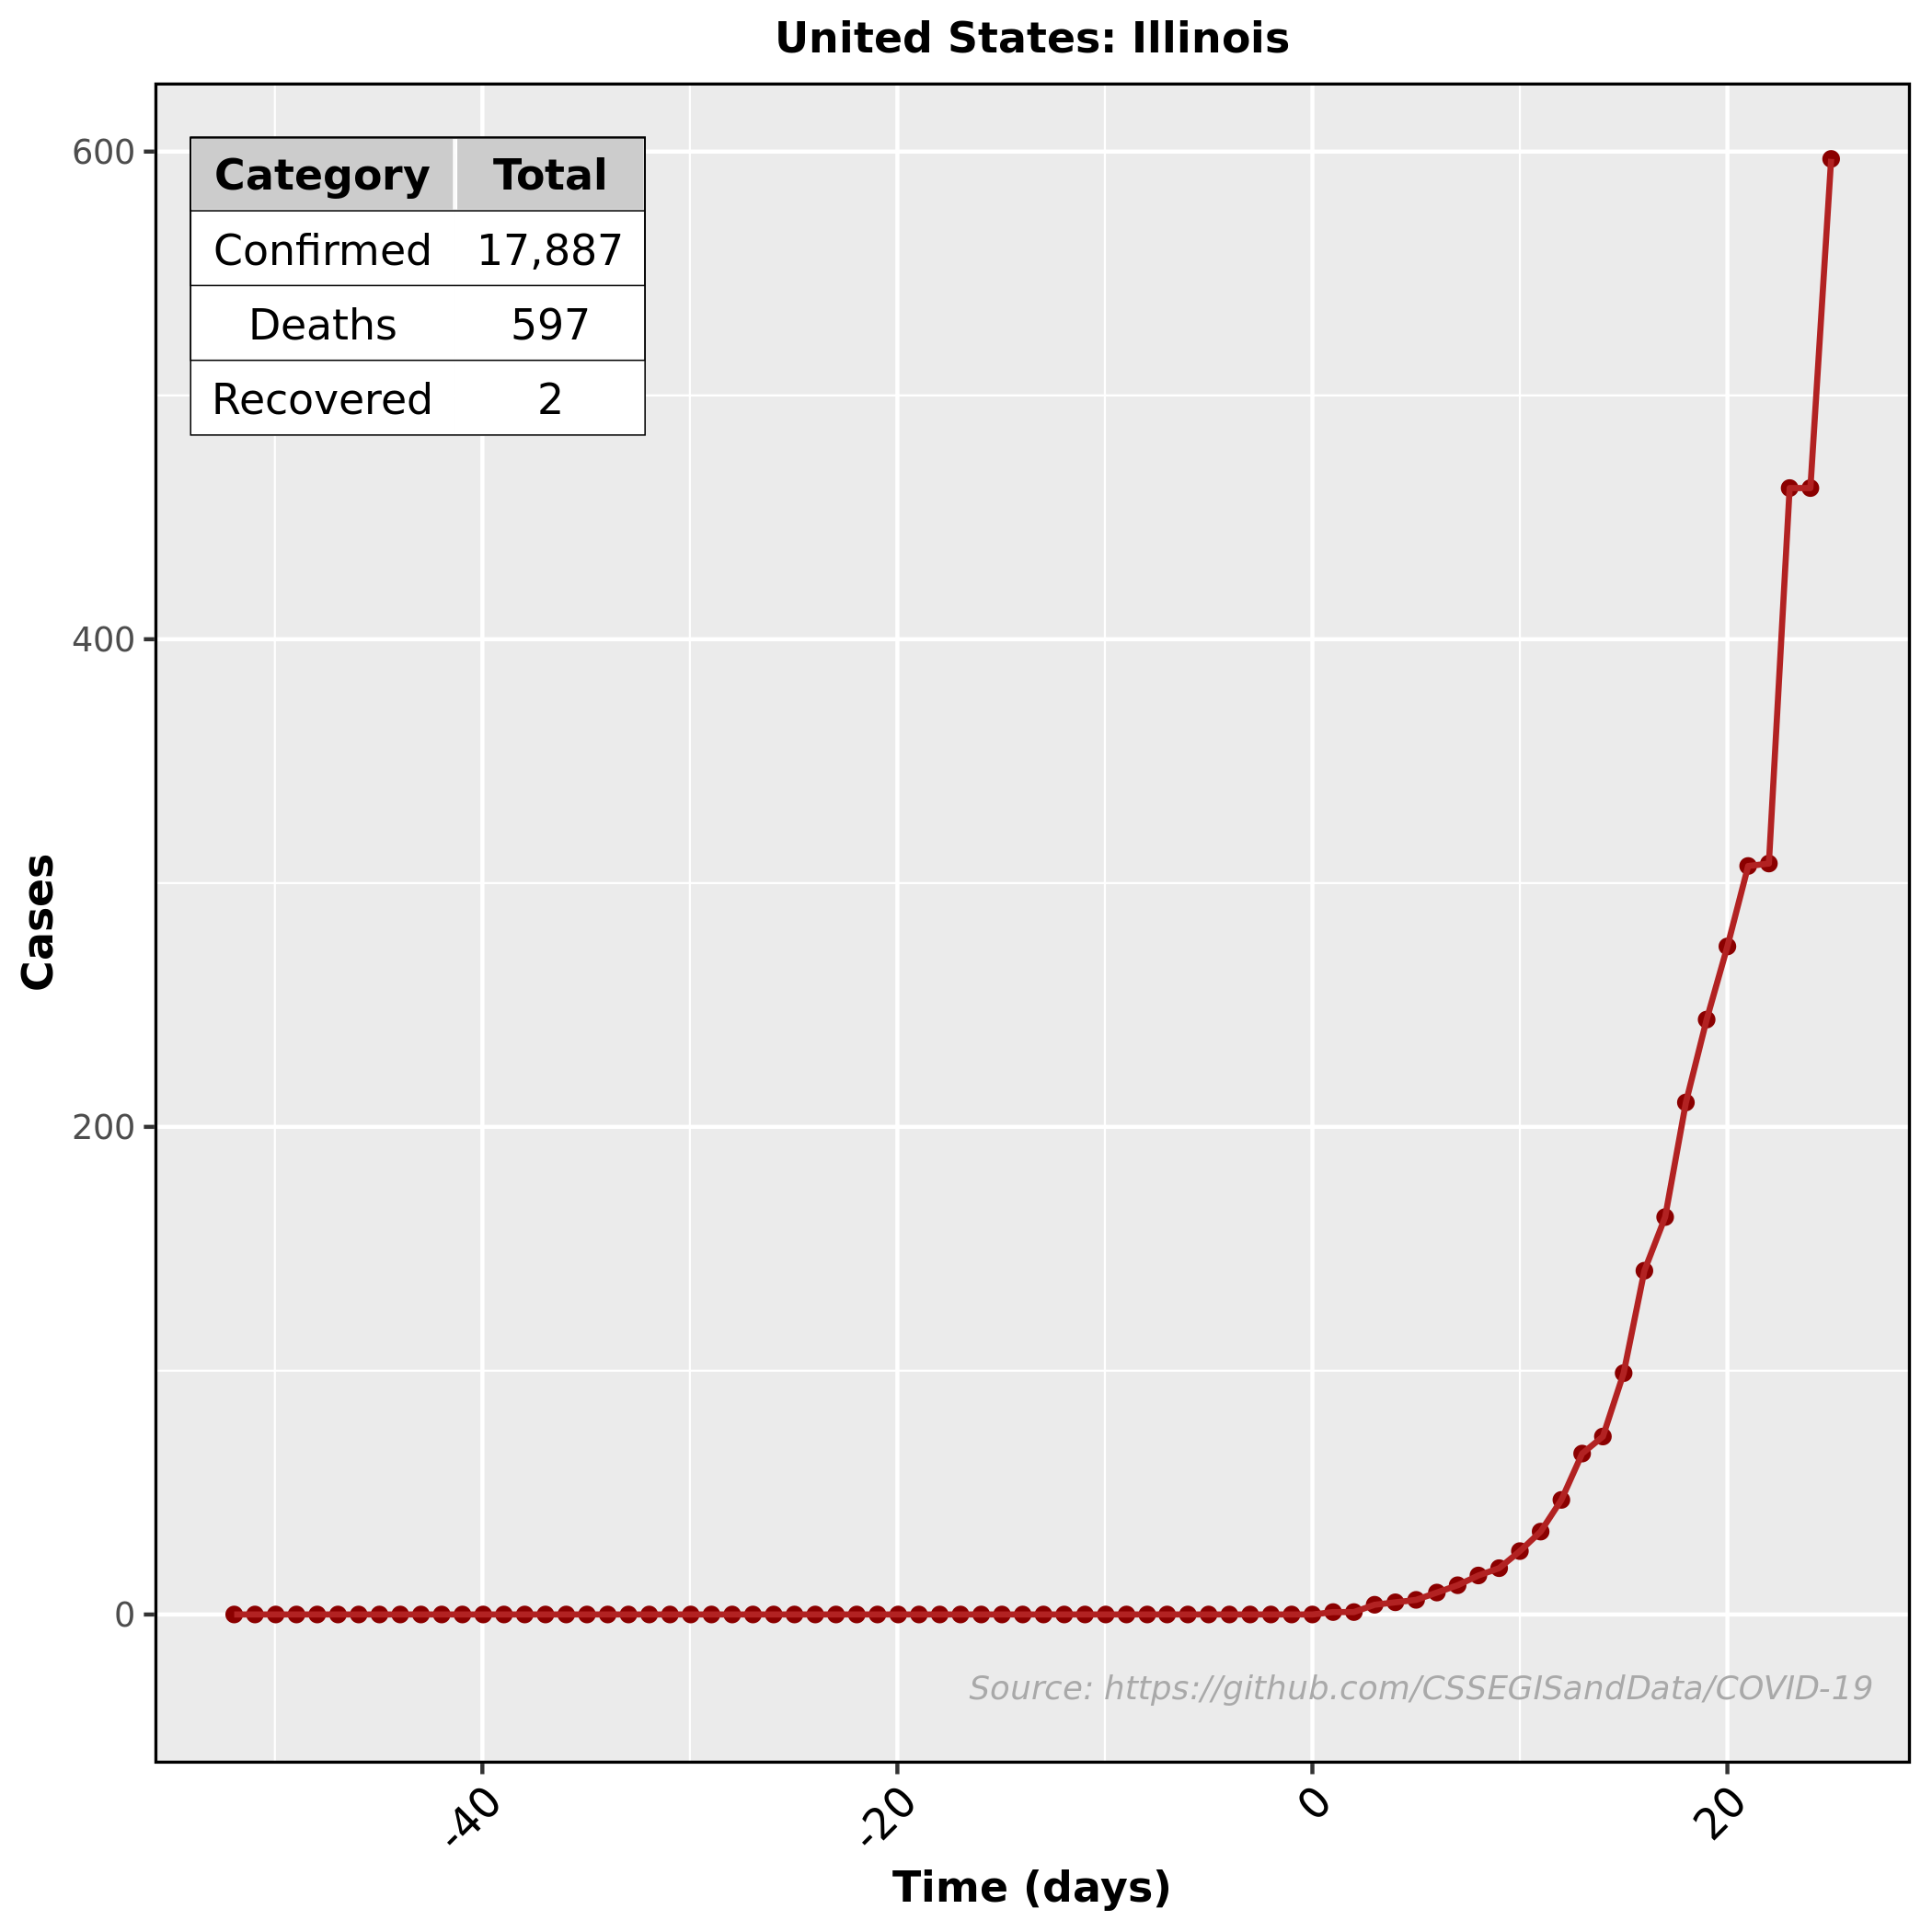 United States: Illinois
600
Category Total
Confirmed 17,887
Deaths 597
Recovered 2
400
Cases
200
0
Source: https://github.com/CSSEGISandData/COVID-19
-40 -20 0 20
Time (days)